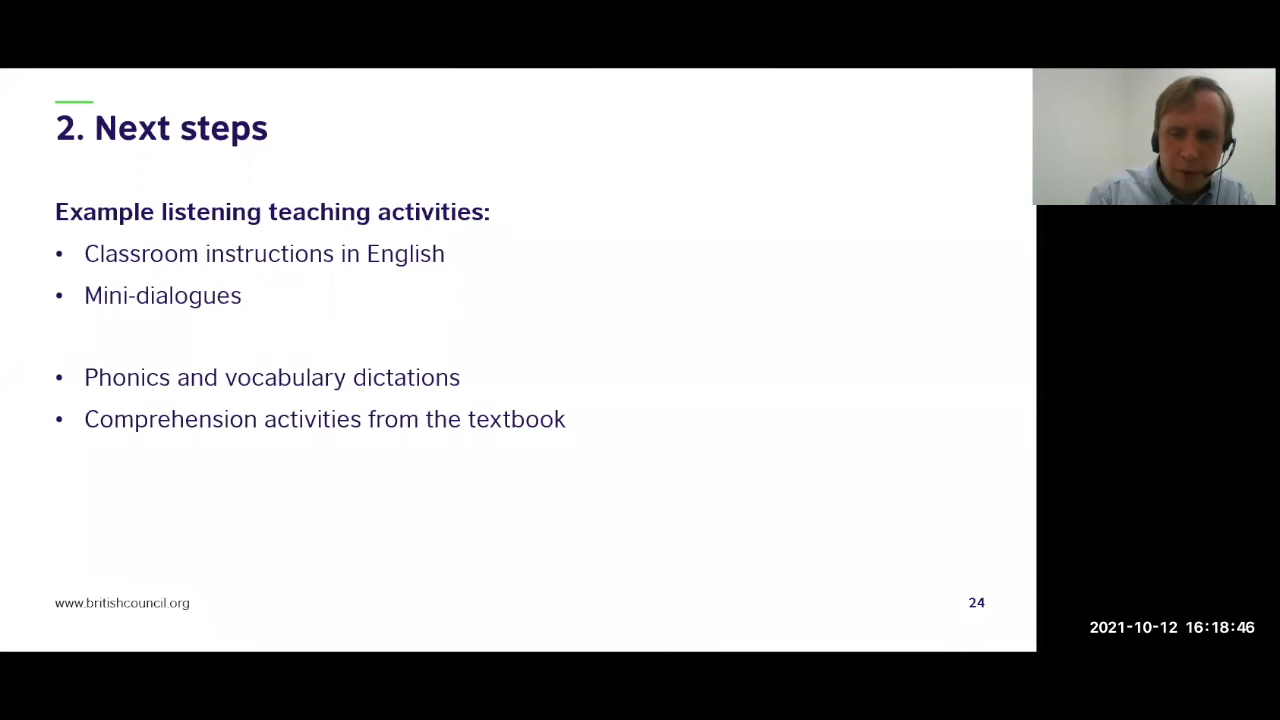 2. Next steps
Example listening teaching activities:
• Classroom instructions in English
• Mini-dialogues
• Phonics and vocabulary dictations
• Comprehension activities from the textbook
www.britishcouncil.org
24
2021-10-12 16:18:46